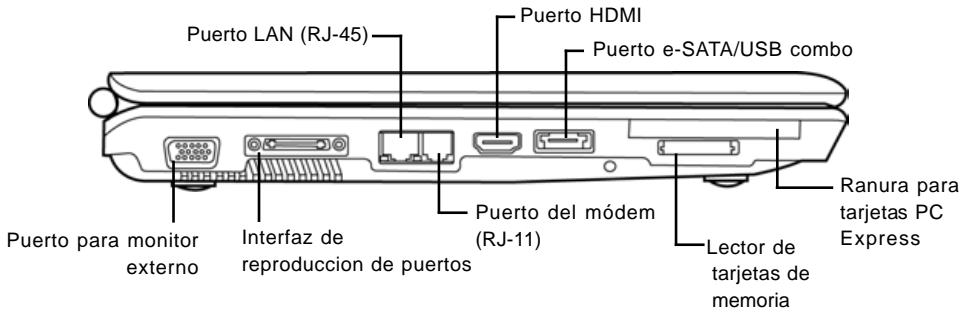 Puerto HDMI
Puerto LAN (RJ-45)
Puerto e-SATA/USB combo
Puerto para monitor
externo
Interfaz de
reproduccion de puertos
Puerto del módem
(RJ-11)
Lector de
tarjetas de
memoria
Ranura para
tarjetas PC
Express